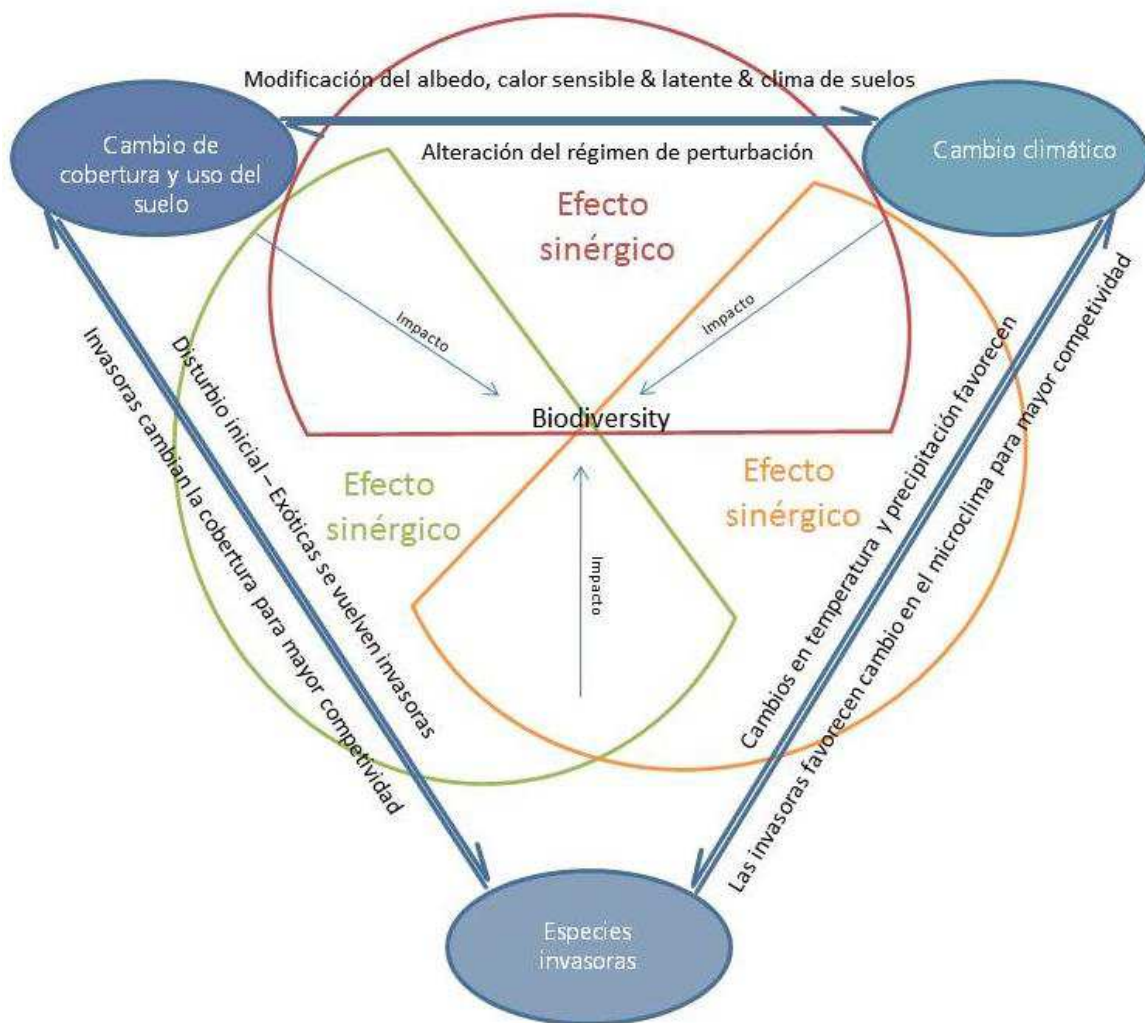 Modificación del albedo, calor sensible & latente & clima de suelos
Cambio de
cobertura y uso del
suelo
Cambio climático
Alteración del régimen de perturbación
Efecto
sinérgico
Impacto
Impacto
Biodiversity
Efecto
sinérgico
Efecto
sinérgico
Impacto
Disturbio inicial – Exóticas se vuelven invasoras
Invasoras cambian la cobertura para mayor competividad
Cambios en temperatura y precipitación favorecen
Las invasoras favorecen cambio en el microclima para mayor competividad
Especies
invasoras